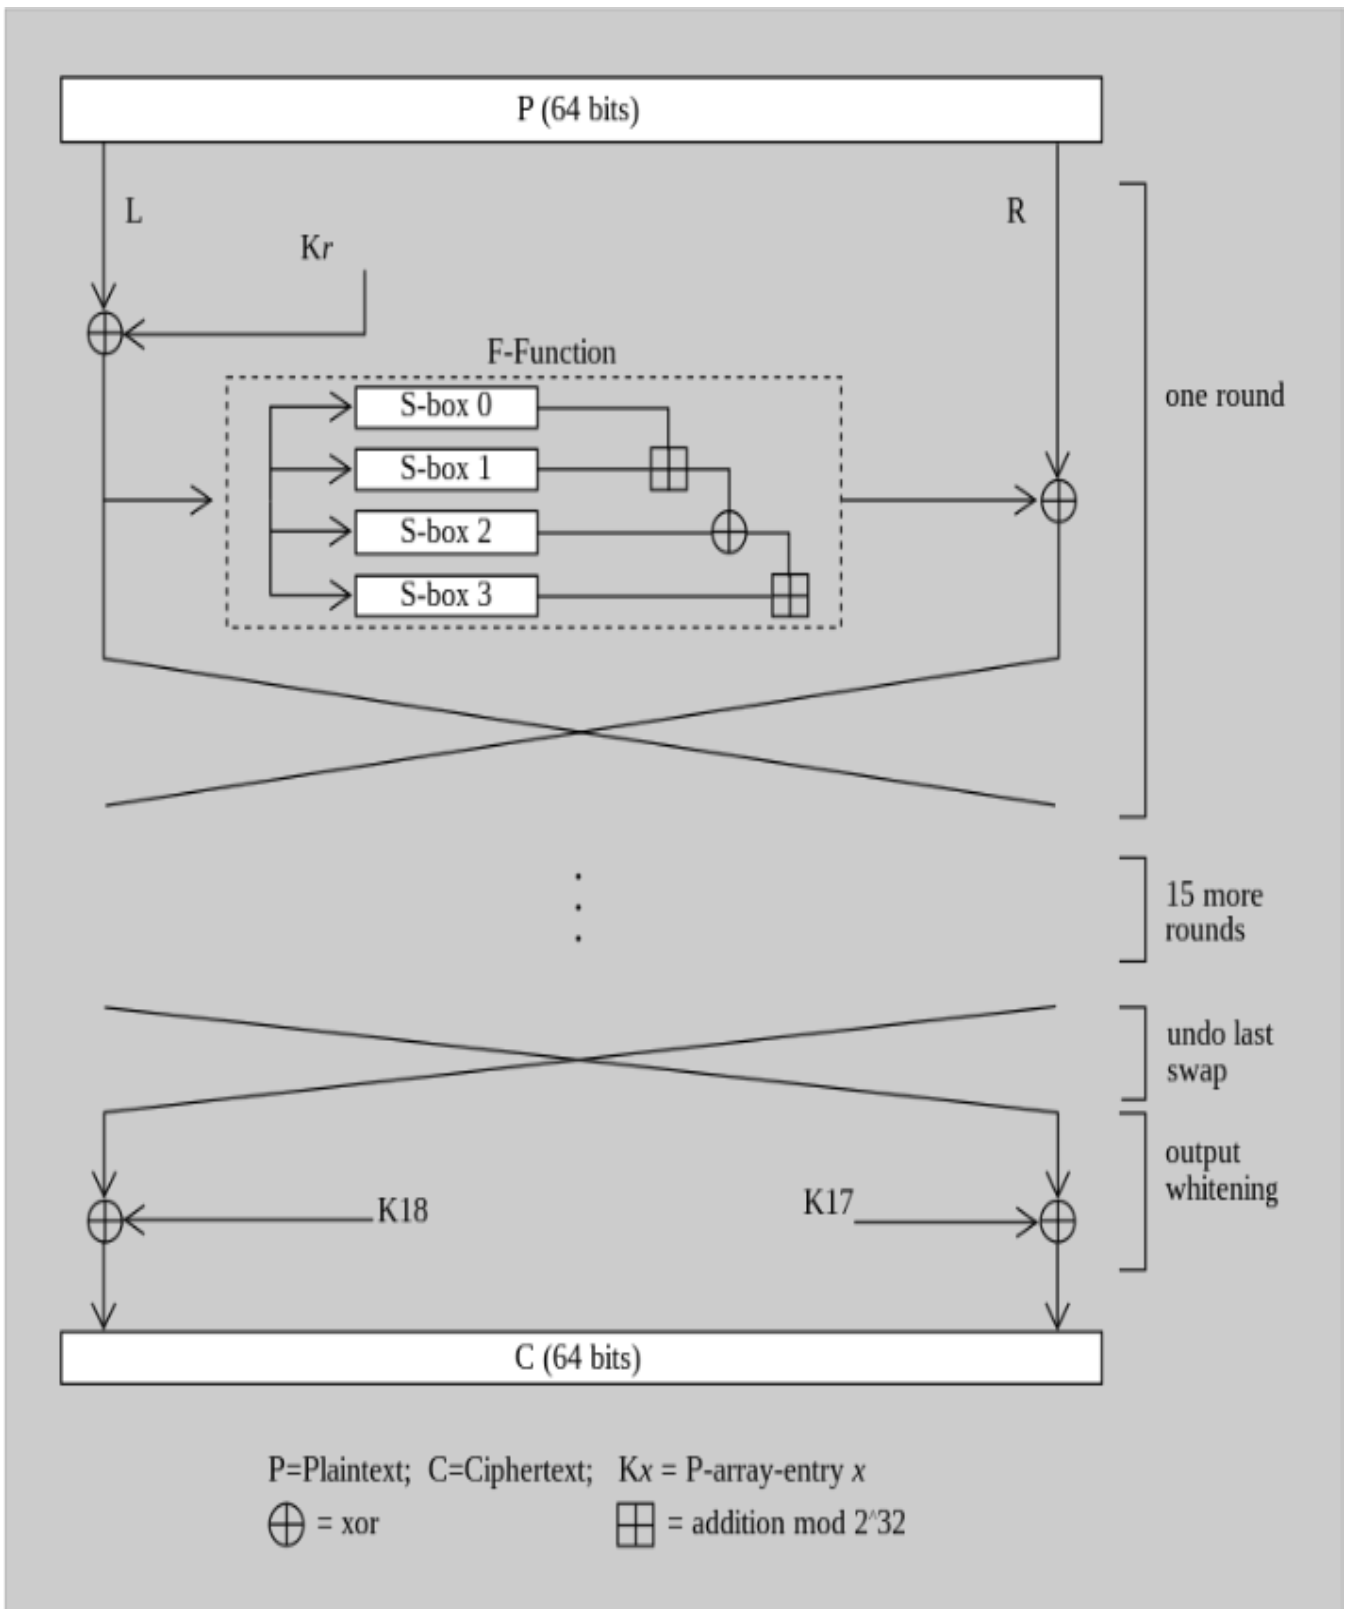 P (64 bits)
L
R
Kr
F-Function
S-box 0
one round
S-box 1
S-box 2
S-box 3
15 more
rounds
undo last
swap
output
whitening
K18
K17
C (64 bits)
P=Plaintext; C=Ciphertext; Kx = P-array-entry x
= xor
= addition mod 2^32